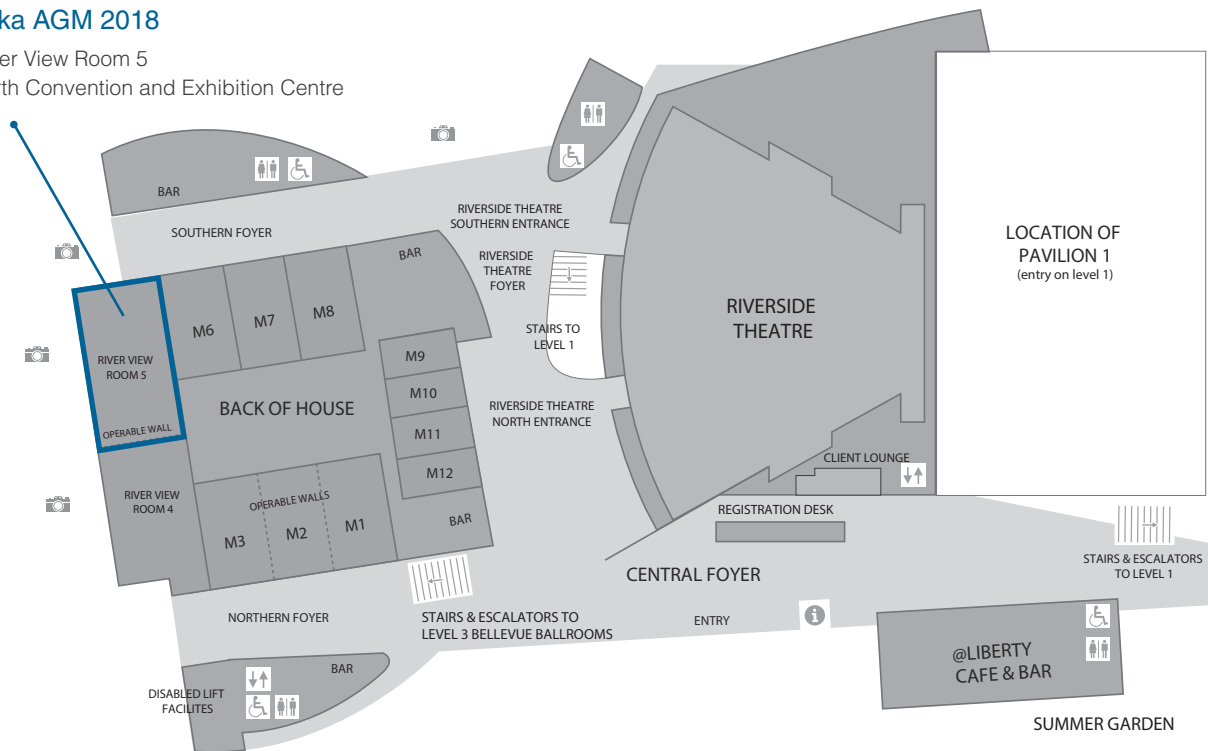 ka AGM 2018
er View Room 5
th Convention and Exhibition Centre
BAR
SOUTHERN FOYER
RIVERSIDE THEATRE
SOUTHERN ENTRANCE
BAR
RIVERSIDE
THEATRE
FOYER
LOCATION OF
PAVILION 1
(entry on level 1)
M6
M7
M8
RIVERSIDE
THEATRE
STAIRS TO
LEVEL 1
RIVER VIEW
ROOM 5
M9
M10
BACK OF HOUSE
RIVERSIDE THEATRE
NORTH ENTRANCE
OPERABLE WALL
M11
CLIENT LOUNGE
M12
RIVER VIEW
ROOM 4
OPERABLE WALLS
M3
M2
M1
BAR
REGISTRATION DESK
STAIRS & ESCALATORS
TO LEVEL 1
CENTRAL FOYER
NORTHERN FOYER
STAIRS & ESCALATORS TO
LEVEL 3 BELLEVUE BALLROOMS
ENTRY
i
@LIBERTY
CAFE & BAR
BAR
DISABLED LIFT
FACILITES
SUMMER GARDEN